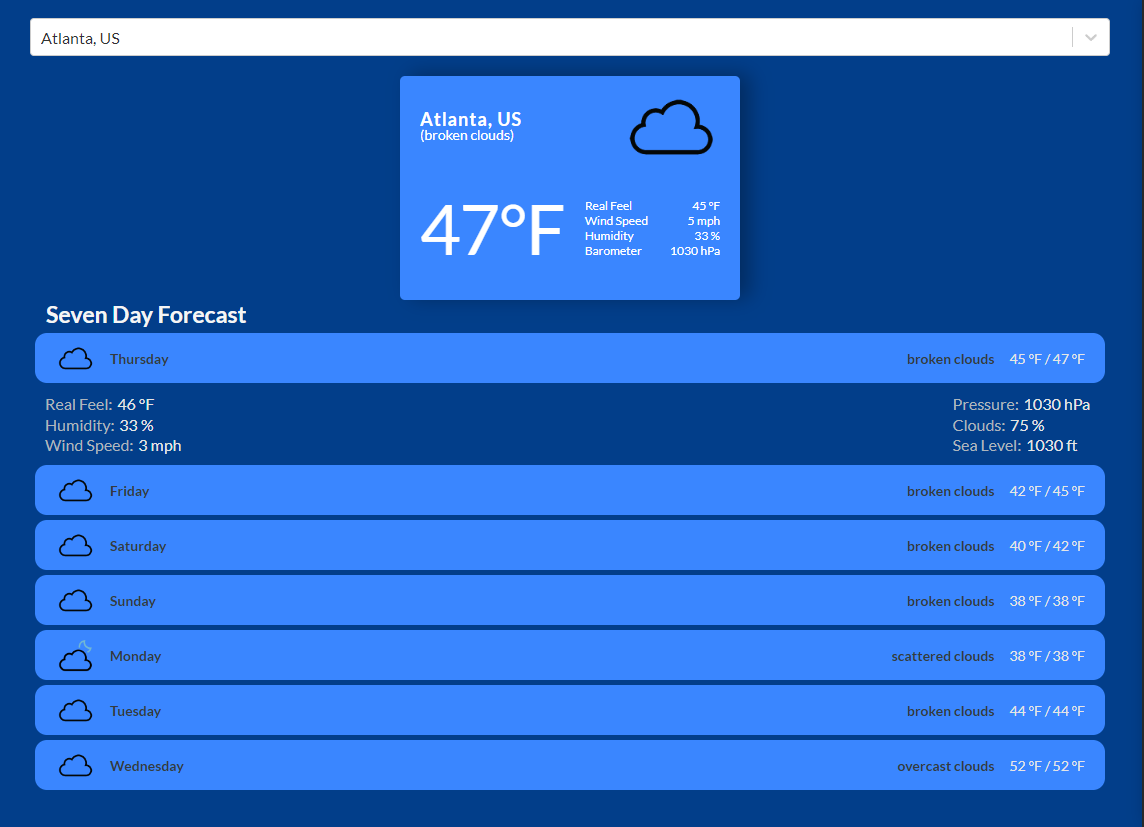 Atlanta, US
Atlanta, US
(broken clouds)
47°F
Real Feel 45 °F
Wind Speed 5 mph
Humidity 33 %
Barometer 1030 hPa
Seven Day Forecast
Thursday broken clouds 45 °F / 47 °F
Real Feel: 46 °F Pressure: 1030 hPa
Humidity: 33 % Clouds: 75 %
Wind Speed: 3 mph Sea Level: 1030 ft
Friday broken clouds 42 °F / 45 °F
Saturday broken clouds 40 °F / 42 °F
Sunday broken clouds 38 °F / 38 °F
Monday scattered clouds 38 °F / 38 °F
Tuesday broken clouds 44 °F / 44 °F
Wednesday overcast clouds 52 °F / 52 °F